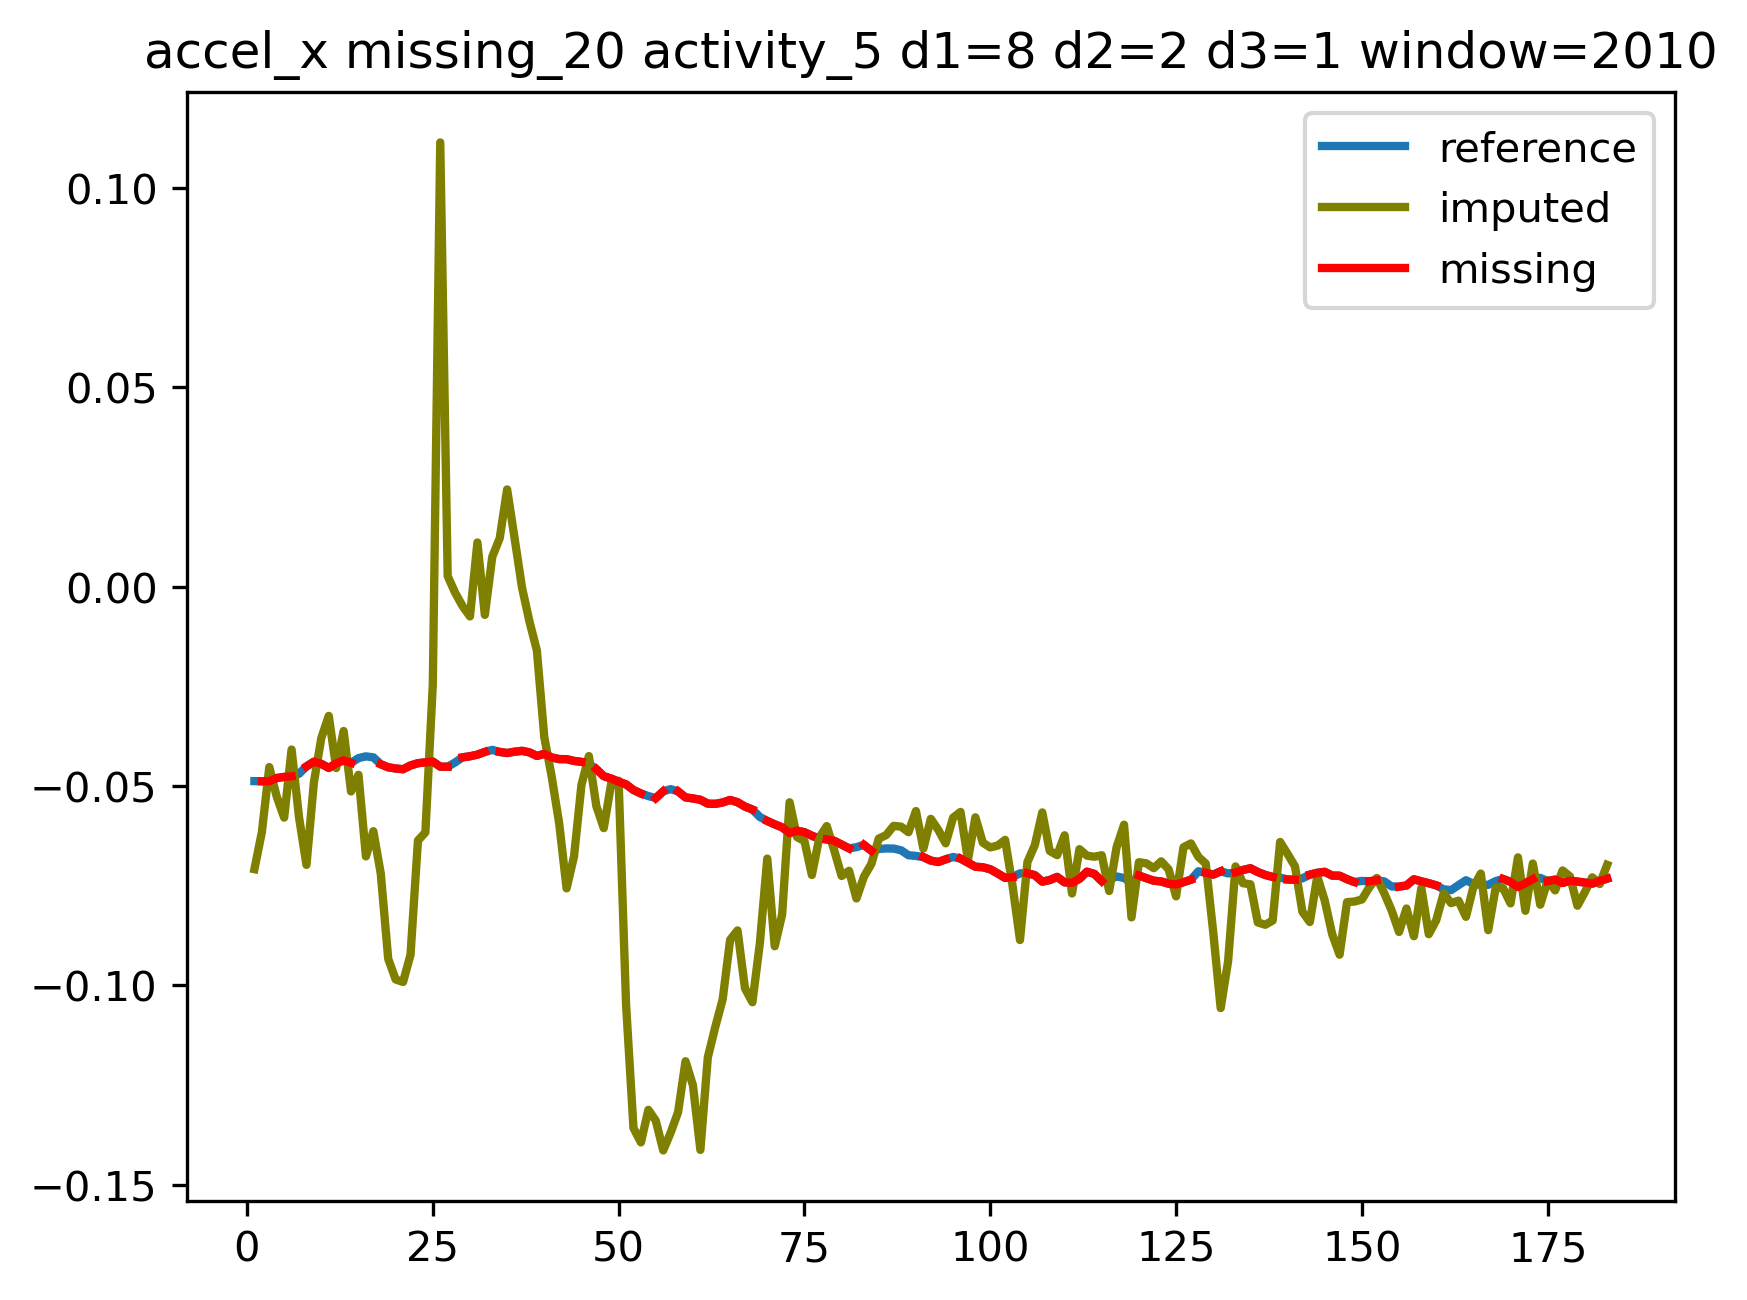 accel_x missing_20 activity_5 d1=8 d2=2 d3=1 window=2010
reference
imputed
missing
0.10
0.05
0.00
−0.05
−0.10
−0.15
0 25 50 75 100 125 150 175